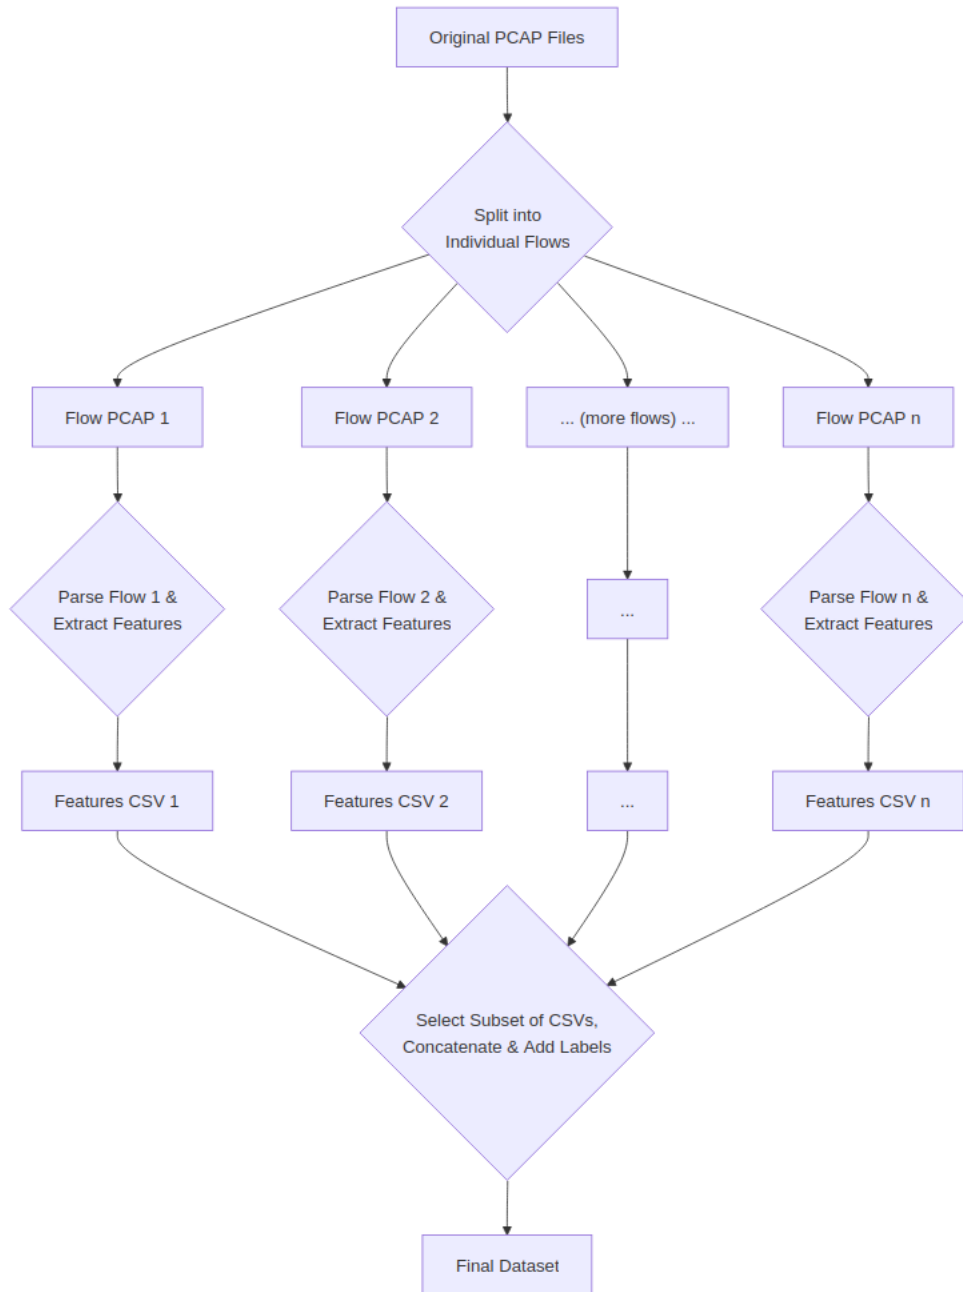 Original PCAP Files
Split into
Individual Flows
Flow PCAP 1
Flow PCAP 2
... (more flows) ...
Flow PCAP n
Parse Flow 1 &
Extract Features
Parse Flow 2 &
Extract Features
...
Parse Flow n &
Extract Features
Features CSV 1
Features CSV 2
...
Features CSV n
Select Subset of CSVs,
Concatenate & Add Labels
Final Dataset